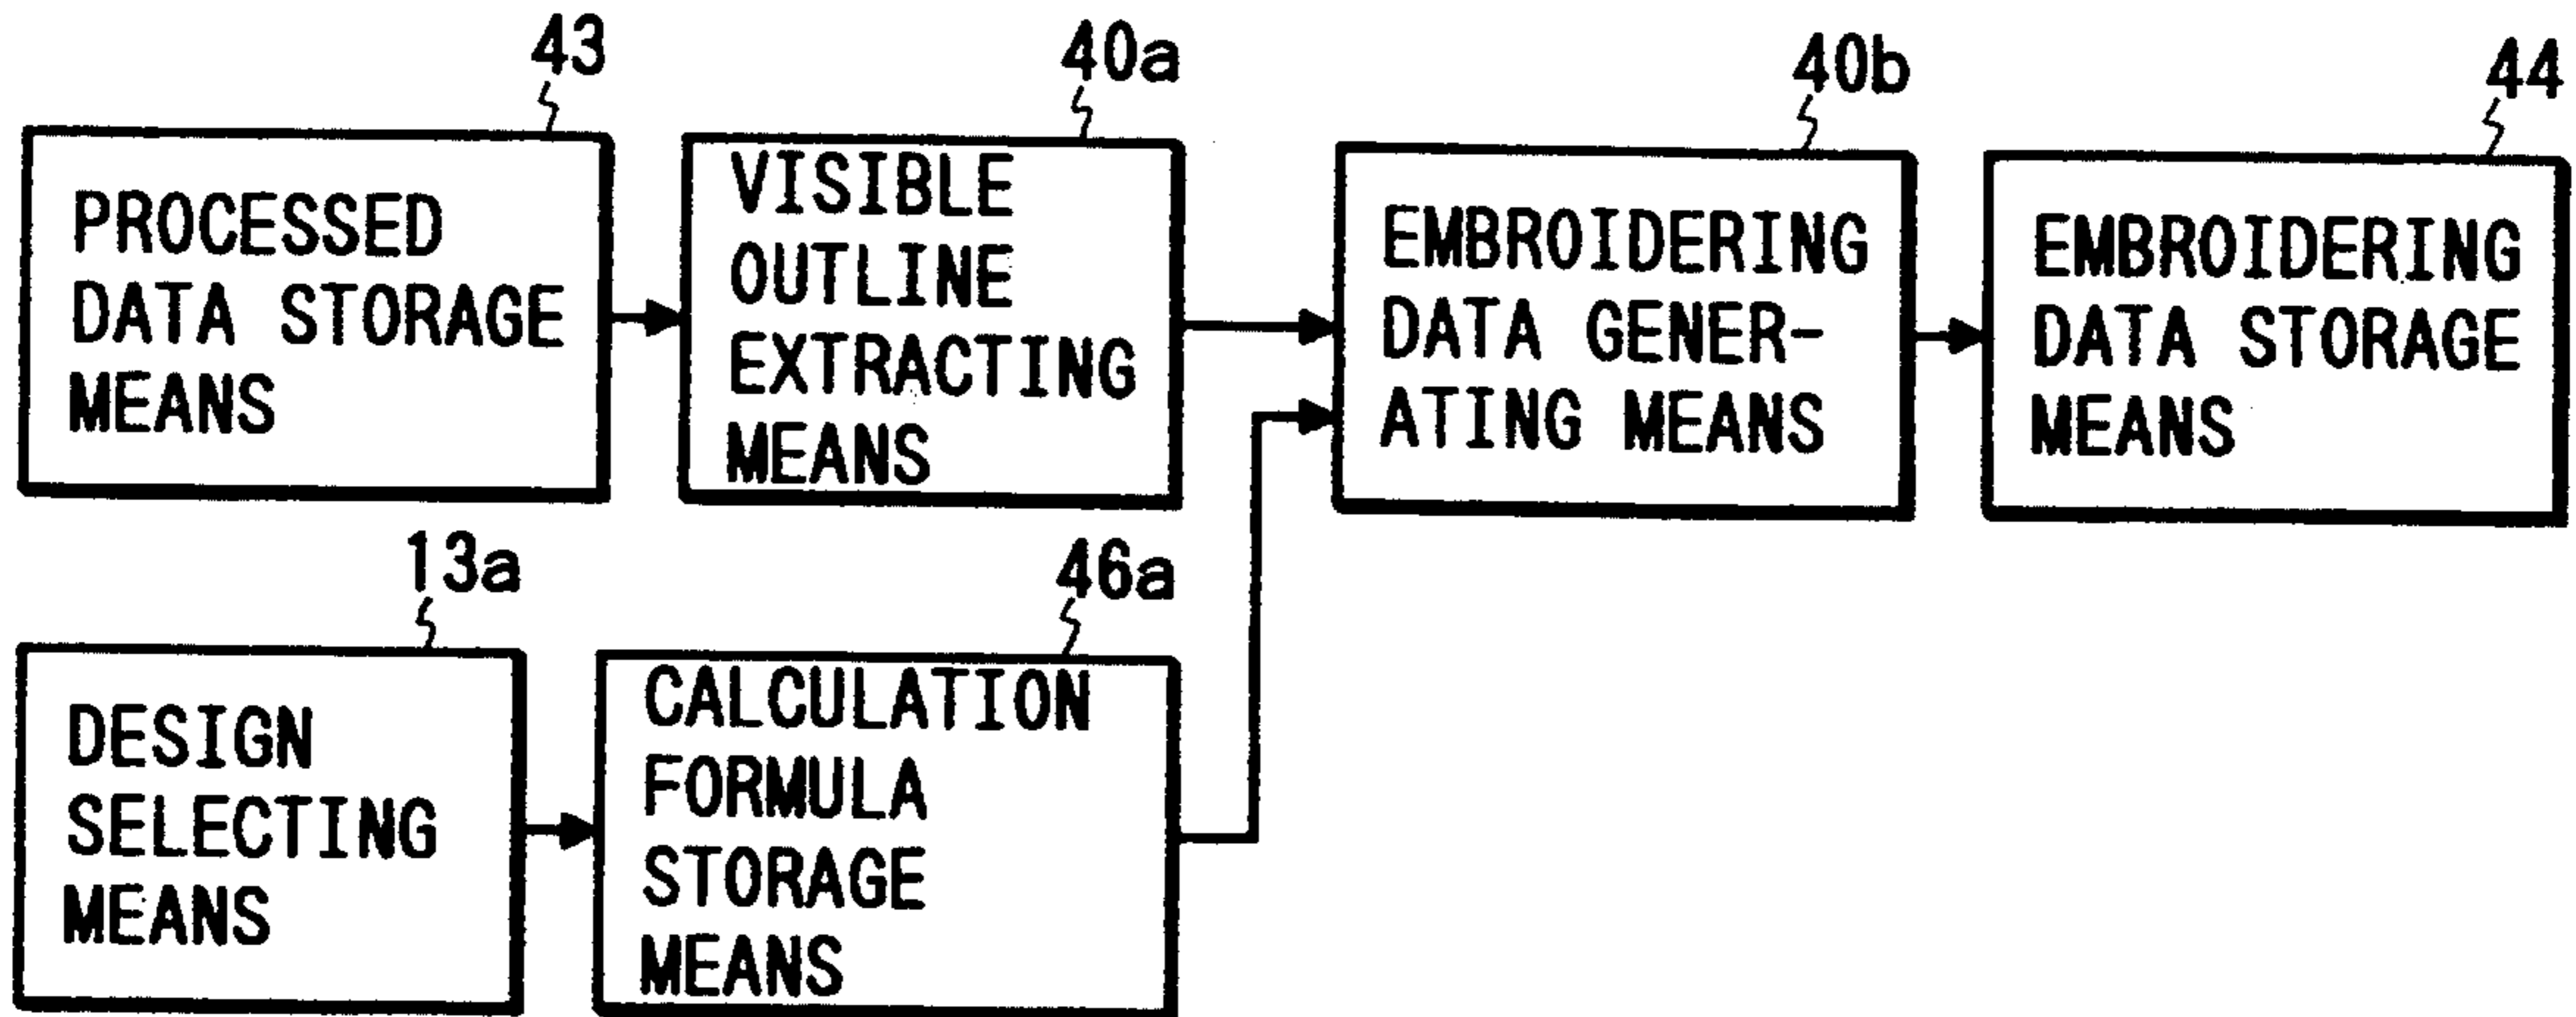 43
PROCESSED
DATA STORAGE
MEANS
40a
VISIBLE
OUTLINE
EXTRACTING
MEANS
40b
EMBROIDERING
DATA GENER-
ATING MEANS
44
EMBROIDERING
DATA STORAGE
MEANS
13a
DESIGN
SELECTING
MEANS
46a
CALCULATION
FORMULA
STORAGE
MEANS